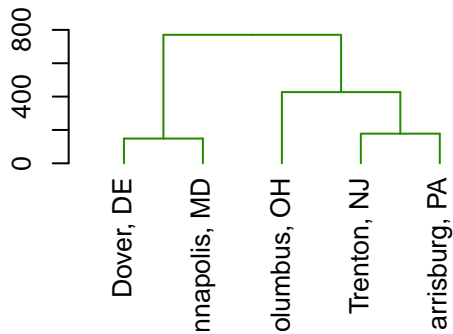 800
400
0
Dover, DE
nnapolis, MD
olumbus, OH
Trenton, NJ
arrisburg, PA